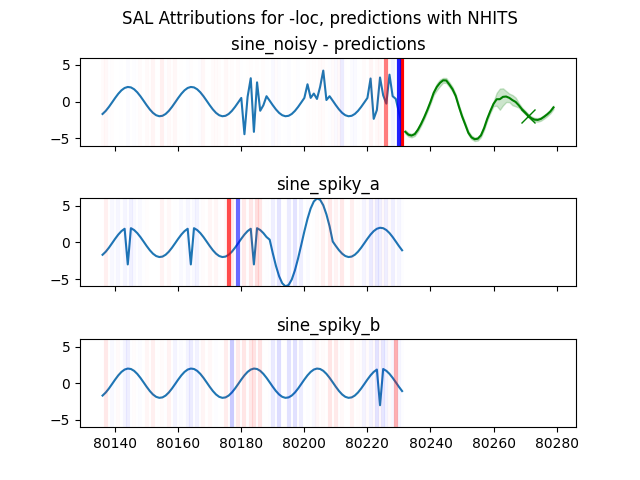 SAL Attributions for -loc, predictions with NHITS
sine_noisy - predictions
5
0
−5
sine_spiky_a
5
0
−5
sine_spiky_b
5
0
−5
80140 80160 80180 80200 80220 80240 80260 80280